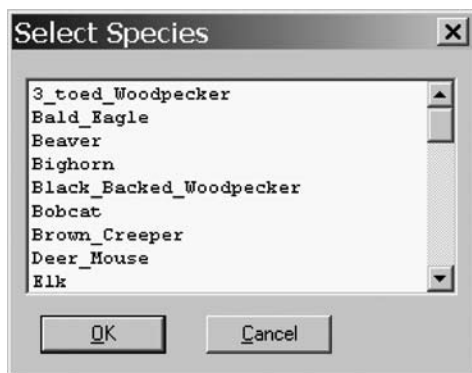 Select Species
3_toed_Woodpecker
Bald_Eagle
Beaver
Bighorn
Black_Backed_Woodpecker
Bobcat
Brown_Creeper
Deer_Mouse
Elk
OK Cancel